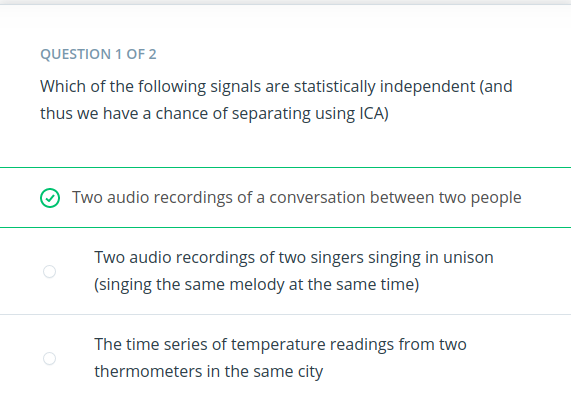 QUESTION 1 OF 2
Which of the following signals are statistically independent (and
thus we have a chance of separating using ICA)
Two audio recordings of a conversation between two people
Two audio recordings of two singers singing in unison
(singing the same melody at the same time)
The time series of temperature readings from two
thermometers in the same city